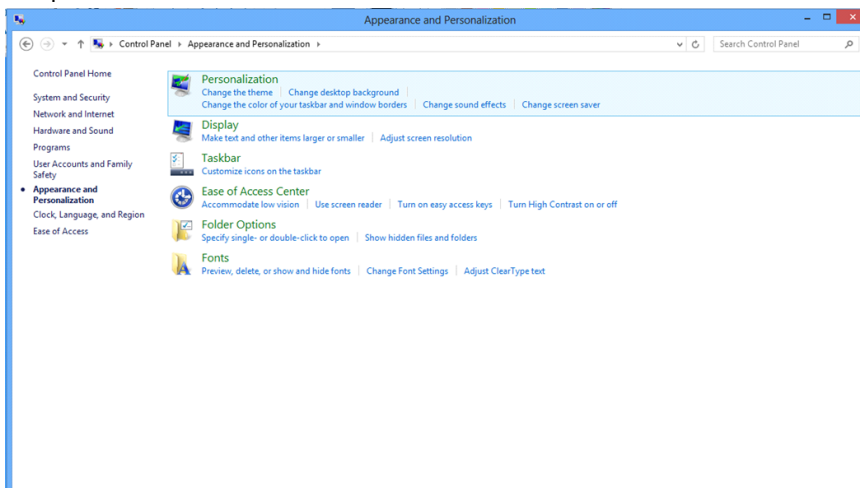 Appearance and Personalization
Control Panel Appearance and Personalization
Search Control Panel
Control Panel Home
System and Security
Network and Internet
Hardware and Sound
Programs
User Accounts and Family
Safety
Appearance and
Personalization
Clock, Language, and Region
Ease of Access
Personalization
Change the theme Change desktop background
Change the color of your taskbar and window borders Change sound effects Change screen saver
Display
Make text and other items larger or smaller Adjust screen resolution
Taskbar
Customize icons on the taskbar
Ease of Access Center
Accommodate low vision Use screen reader Turn on easy access keys Turn High Contrast on or off
Folder Options
Specify single- or double-click to open Show hidden files and folders
Fonts
Preview, delete, or show and hide fonts Change Font Settings Adjust ClearType text